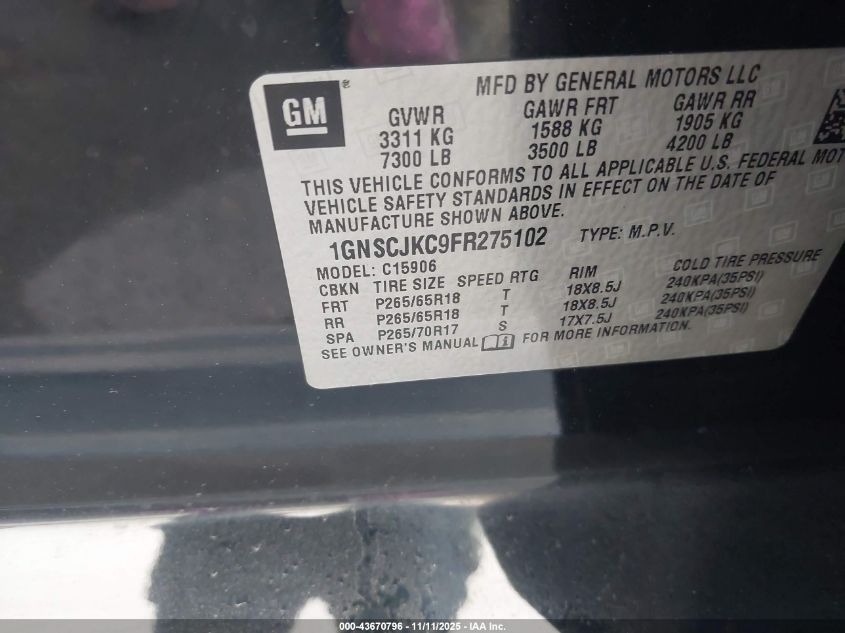 GM ®
MFD BY GENERAL MOTORS LLC
GVWR GAWR FRT GAWR RR
3311 KG 1588 KG 1905 KG
7300 LB 3500 LB 4200 LB
THIS VEHICLE CONFORMS TO ALL APPLICABLE U.S. FEDERAL MOT
VEHICLE SAFETY STANDARDS IN EFFECT ON THE DATE OF
MANUFACTURE SHOWN ABOVE.
1GNSCJKC9FR275102 TYPE: M.P.V.
MODEL: C15906
CBKN TIRE SIZE SPEED RTG RIM COLD TIRE PRESSURE
FRT P265/65R18 T 18X8.5J 240KPA(35PSI)
RR P265/65R18 T 18X8.5J 240KPA(35PSI)
SPA P265/70R17 S 17X7.5J 240KPA(35PSI)
SEE OWNER'S MANUAL FOR MORE INFORMATION.
000-43670796 - 11/11/2025 - IAA Inc.